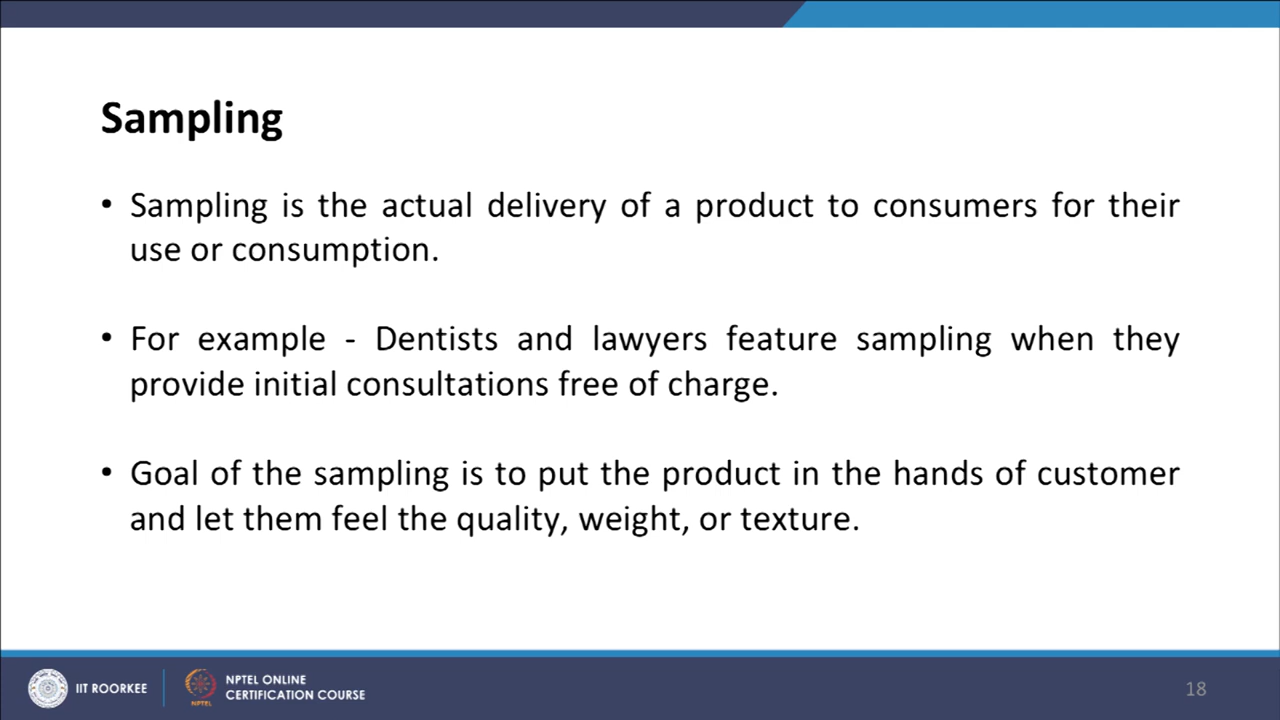 Sampling
• Sampling is the actual delivery of a product to consumers for their
use or consumption.
• For example - Dentists and lawyers feature sampling when they
provide initial consultations free of charge.
• Goal of the sampling is to put the product in the hands of customer
and let them feel the quality, weight, or texture.
IIT ROORKEE
NPTEL
NPTEL ONLINE
CERTIFICATION COURSE
18